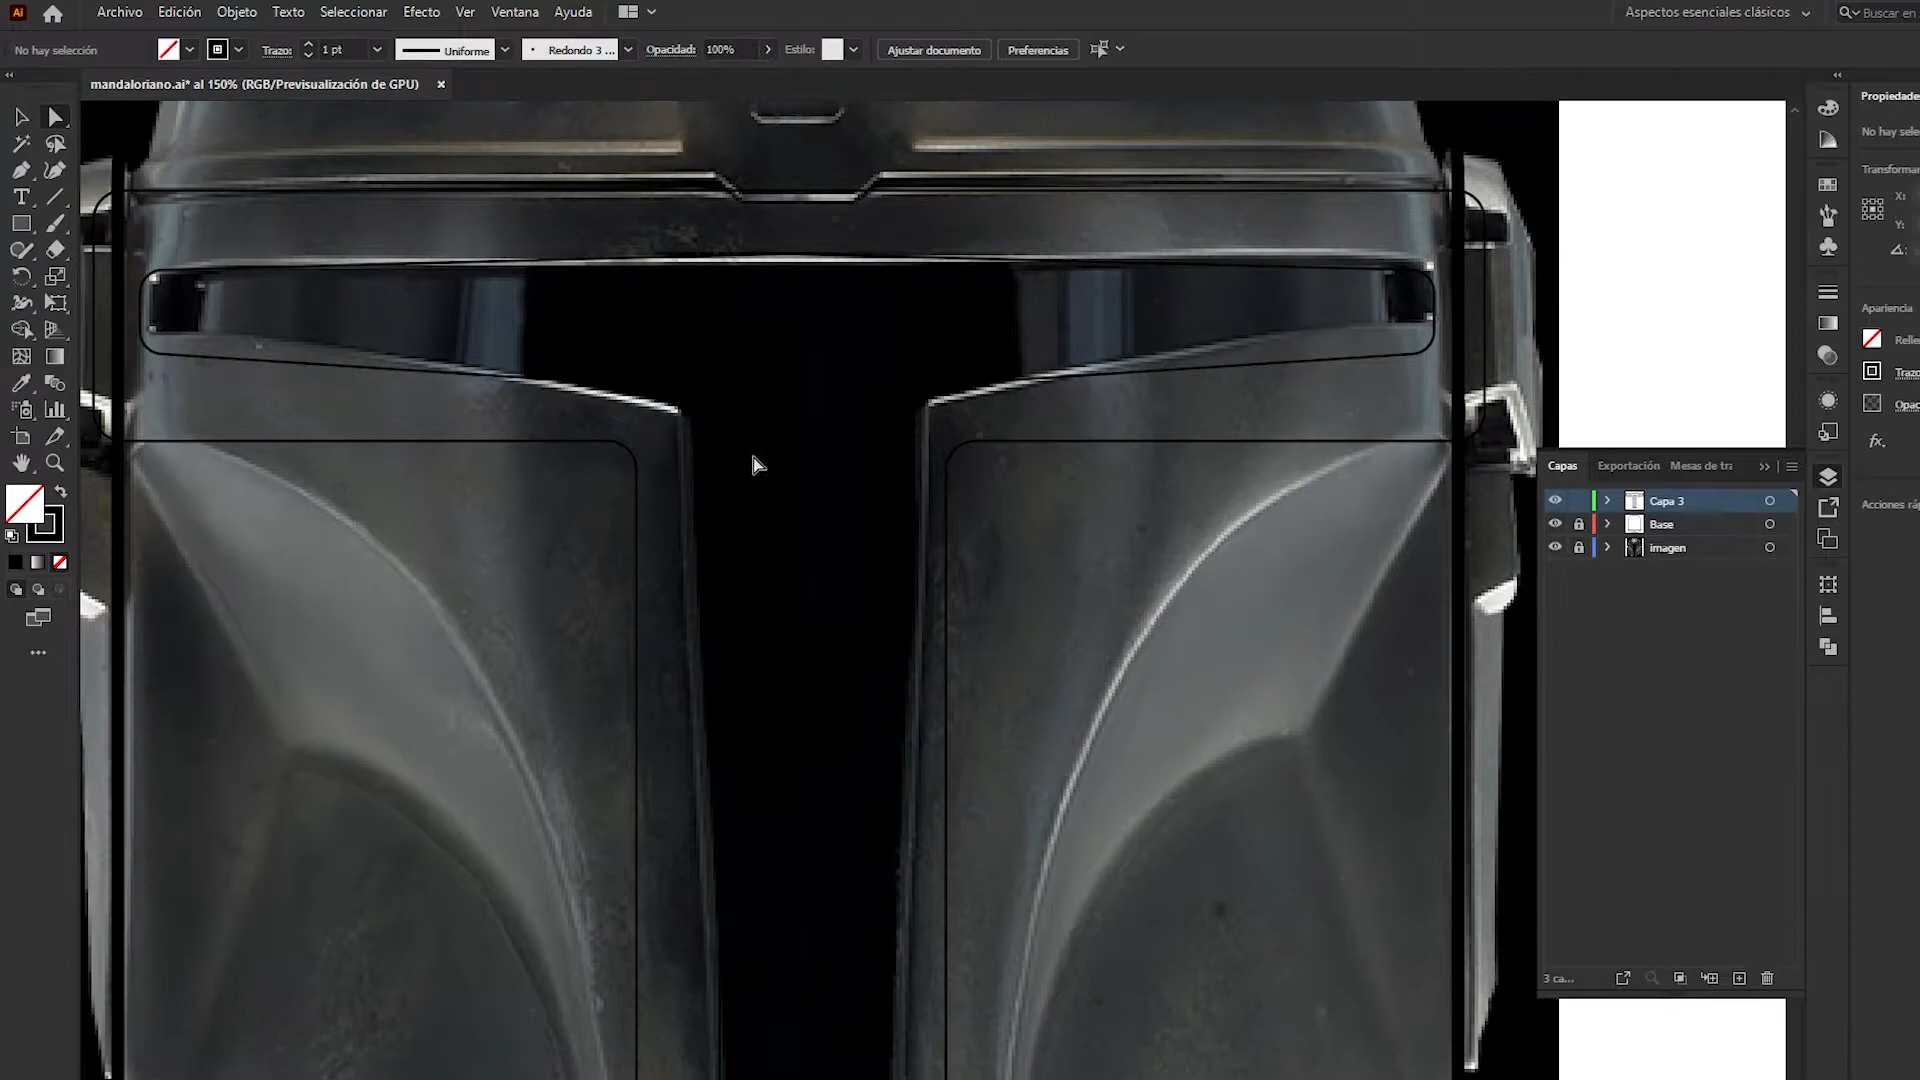 Ai Archivo Edición Objeto Texto Seleccionar Efecto Ver Ventana Ayuda Aspectos esenciales clásicos Buscar en
No hay selección Trazo: 1 pt Uniforme Redondo 3 ... Opacidad: 100% Estilo: Ajustar documento Preferencias
mandaloriano.ai* al 150% (RGB/Previsualización de GPU)
Propiedades
No hay sele
Transformar
X:
Y:
Apariencia
Relle
Trazo
Opac
fx.
Capas Exportación Mesas de tra
Capa 3
Base
imagen
Acciones ráp
3 ca...